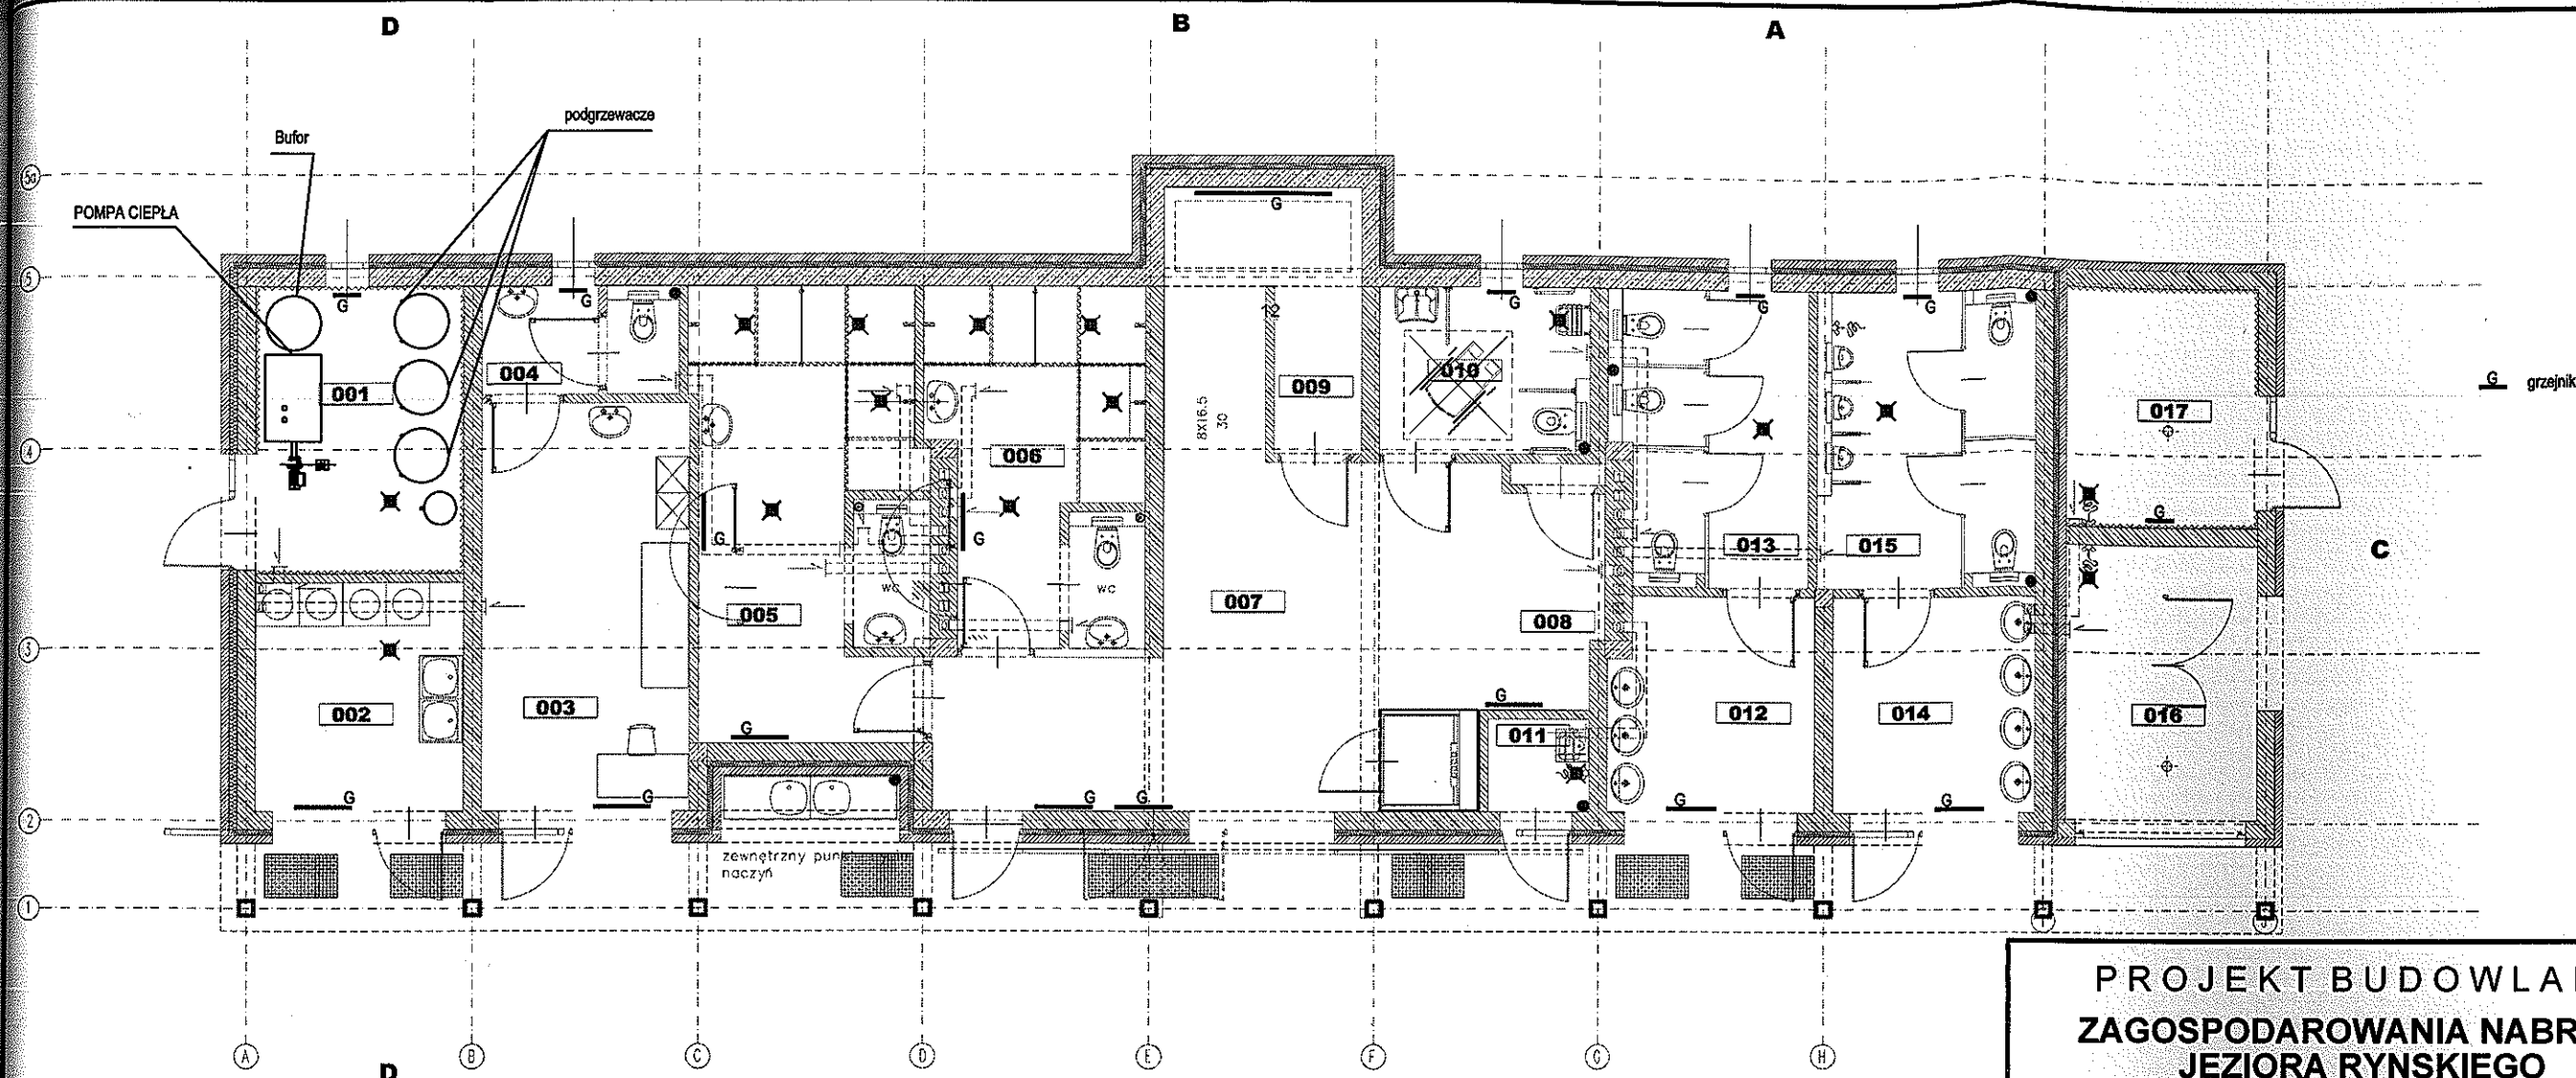 D
B
A
Bufor
podgrzewacze
POMPA CIEPŁA
5a
G
5
G
G
G
G
G
12
004
010
001
009
8X16.5
30
G grzejnik
017
4
006
G
G
G
013
015
C
wc
wc
005
007
008
3
002
003
G
G
011
012
014
016
G
G
G
G
G
G
2
zewnętrzny pun
naczyń
1
I
J
A
B
C
D
E
F
G
H
D
PROJEKT BUDOWLA
ZAGOSPODAROWANIA NABR
JEZIORA RYNSKIEGO